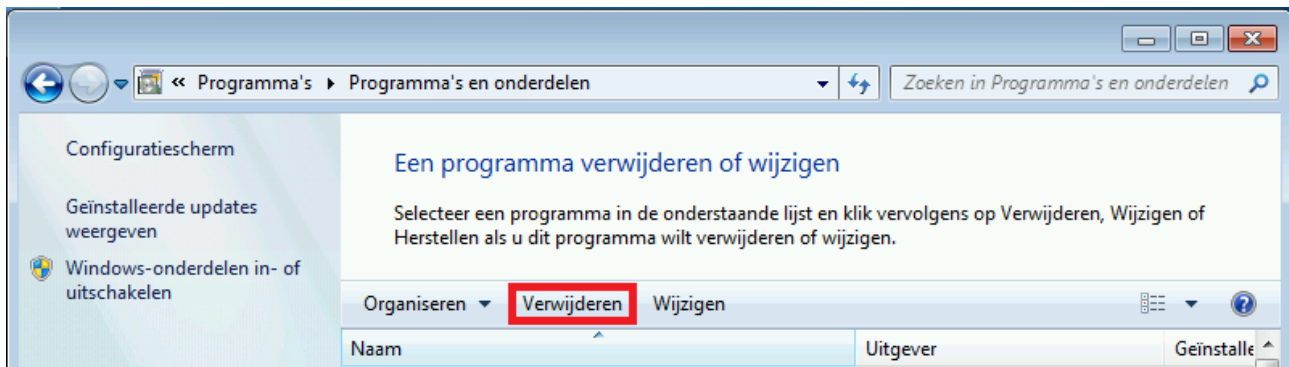 « Programma's ▸ Programma's en onderdelen
Zoeken in Programma's en onderdelen
Configuratiescherm
Geïnstalleerde updates
weergeven
Windows-onderdelen in- of
uitschakelen
Een programma verwijderen of wijzigen
Selecteer een programma in de onderstaande lijst en klik vervolgens op Verwijderen, Wijzigen of
Herstellen als u dit programma wilt verwijderen of wijzigen.
Organiseren Verwijderen Wijzigen
Naam Uitgever Geïnstalle